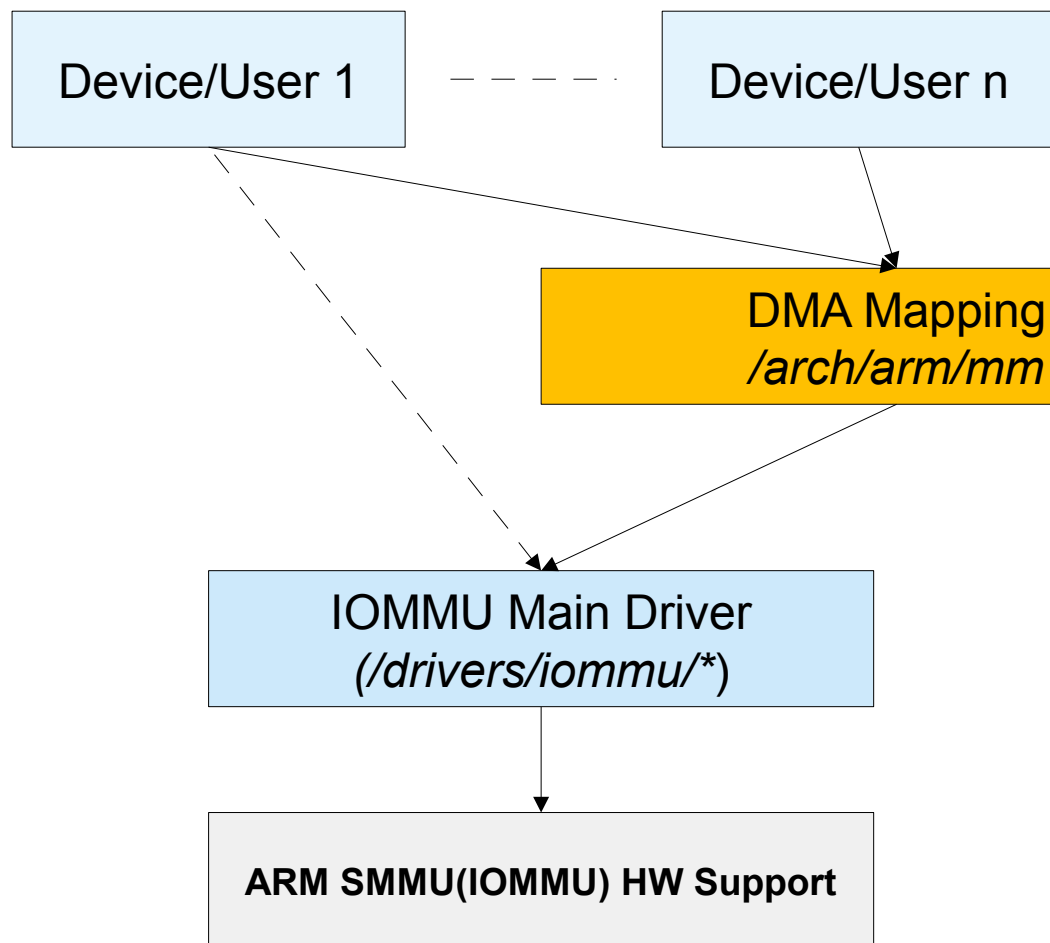 Device/User 1
Device/User n
DMA Mapping
/arch/arm/mm
IOMMU Main Driver
(/drivers/iommu/*)
ARM SMMU(IOMMU) HW Support